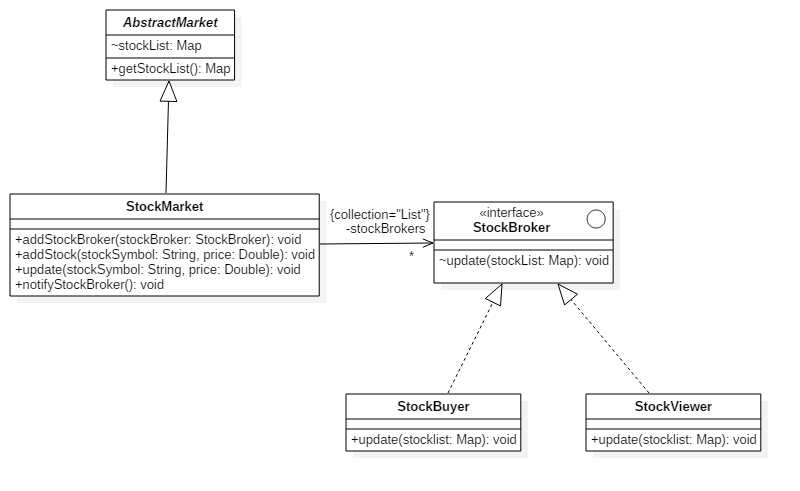 AbstractMarket
~stockList: Map
+getStockList(): Map
StockMarket
+addStockBroker(stockBroker: StockBroker): void
+addStock(stockSymbol: String, price: Double): void
+update(stockSymbol: String, price: Double): void
+notifyStockBroker(): void
{collection="List"}
-stockBrokers
*
«interface»
StockBroker
~update(stockList: Map): void
StockBuyer
+update(stocklist: Map): void
StockViewer
+update(stocklist: Map): void